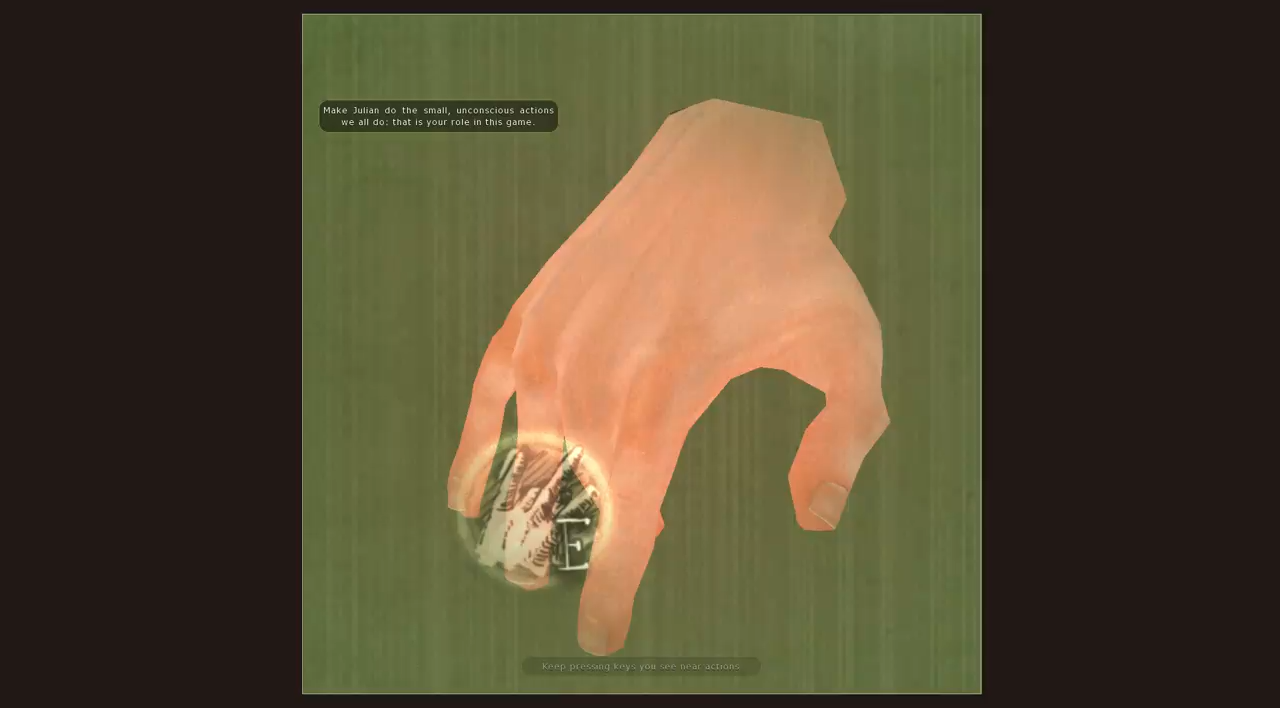 Make Julian do the small, unconscious actions
we all do: that is your role in this game.
Keep pressing keys you see near actions